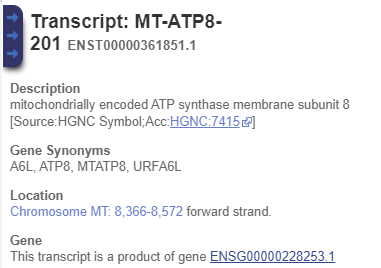 Transcript: MT-ATP8-
201 ENST00000361851.1
Description
mitochondrially encoded ATP synthase membrane subunit 8
[Source:HGNC Symbol;Acc:HGNC:7415]
Gene Synonyms
A6L, ATP8, MTATP8, URFA6L
Location
Chromosome MT: 8,366-8,572 forward strand.
Gene
This transcript is a product of gene ENSG00000228253.1